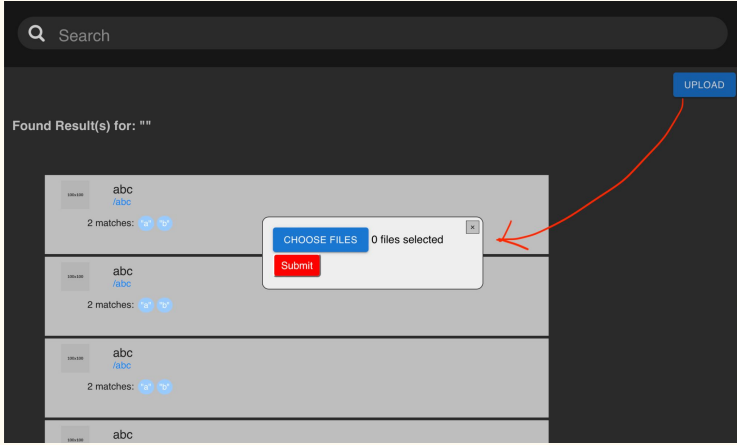 Search
UPLOAD
Found Result(s) for: ""
100x100
abc
/abc
2 matches: "a" "b"
×
CHOOSE FILES 0 files selected
Submit
100x100
abc
/abc
2 matches: "a" "b"
100x100
abc
/abc
2 matches: "a" "b"
100x100
abc